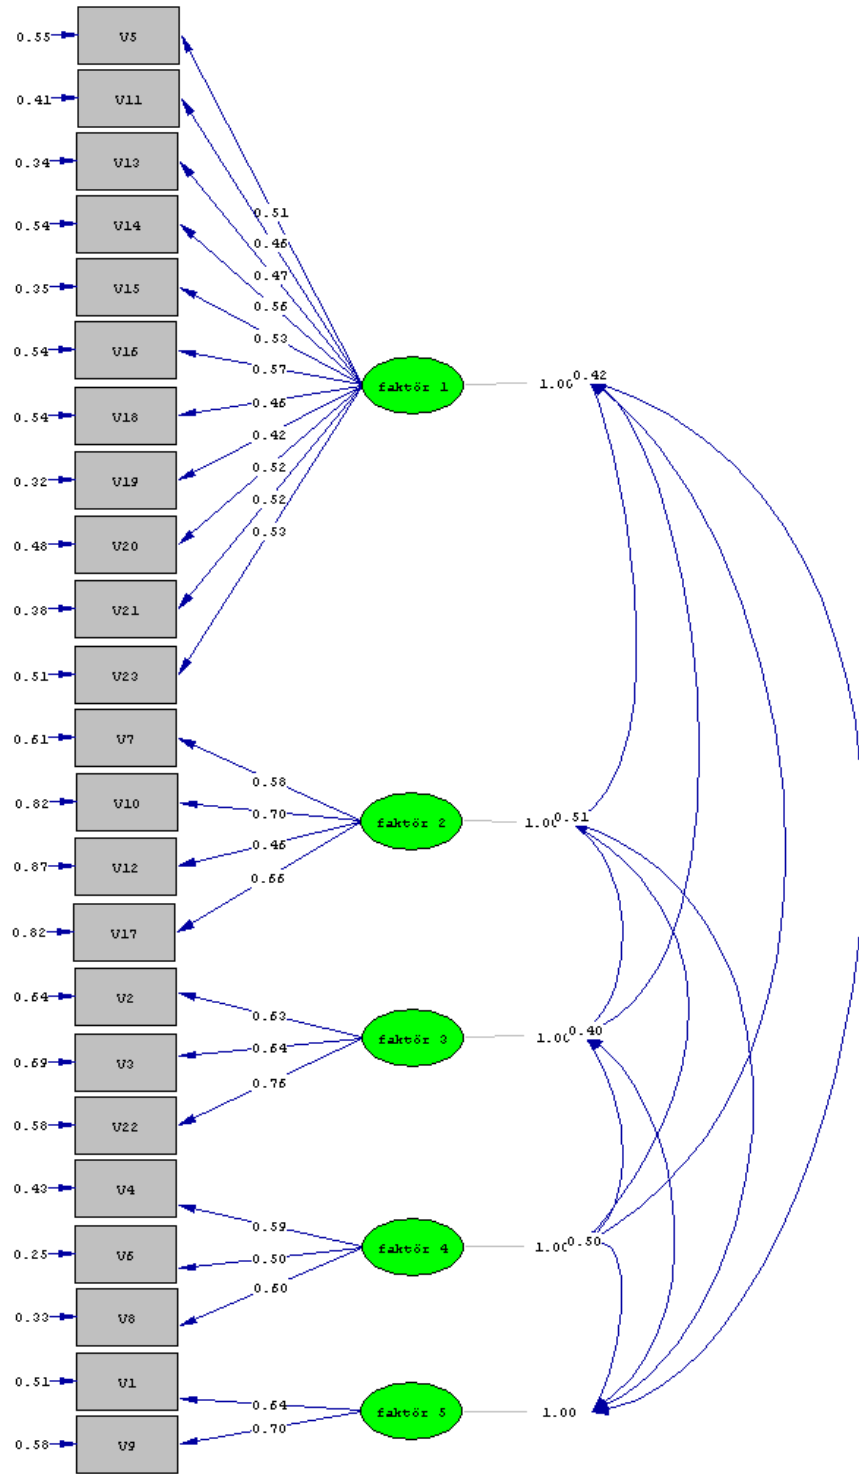 0.55 V5
0.41 V11
0.34 V13
0.54 V14
0.51
0.46
0.47
0.35 V15
0.56
0.53
0.54 V16
0.57
faktör 1
1.00
0.42
0.54 V18
0.46
0.42
0.32 V19
0.52
0.52
0.53
0.48 V20
0.38 V21
0.51 V23
0.61 V7
0.58
0.82 V10
0.70
faktör 2
1.00
0.51
0.46
0.87 V12
0.66
0.82 V17
0.64 V2
0.63
0.64
faktör 3
1.00
0.40
0.69 V3
0.76
0.58 V22
0.43 V4
0.59
0.50
faktör 4
1.00
0.50
0.25 V6
0.60
0.33 V8
0.51 V1
0.64
faktör 5
1.00
0.70
0.58 V9